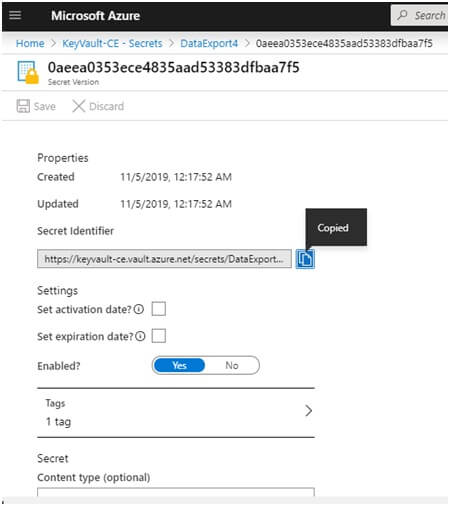 Microsoft Azure
Search
Home > KeyVault-CE - Secrets > DataExport4 > 0aeea0353ece4835aad53383dfbaa7f5
0aeea0353ece4835aad53383dfbaa7f5
Secret Version
Save Discard
Properties
Created 11/5/2019, 12:17:52 AM
Updated 11/5/2019, 12:17:52 AM
Secret Identifier
Copied
https://keyvault-ce.vault.azure.net/secrets/DataExport...
Settings
Set activation date?
Set expiration date?
Enabled? Yes No
Tags
1 tag
Secret
Content type (optional)